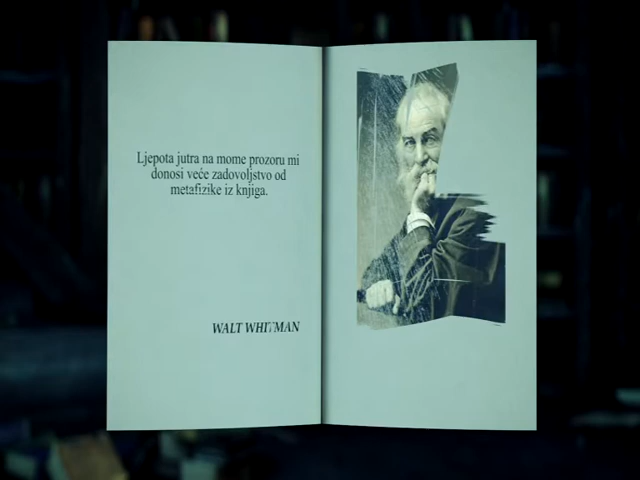 Ljepota jutra na mome prozoru mi
donosi veće zadovoljstvo od
metafizike iz knjiga.
WALT WHITMAN